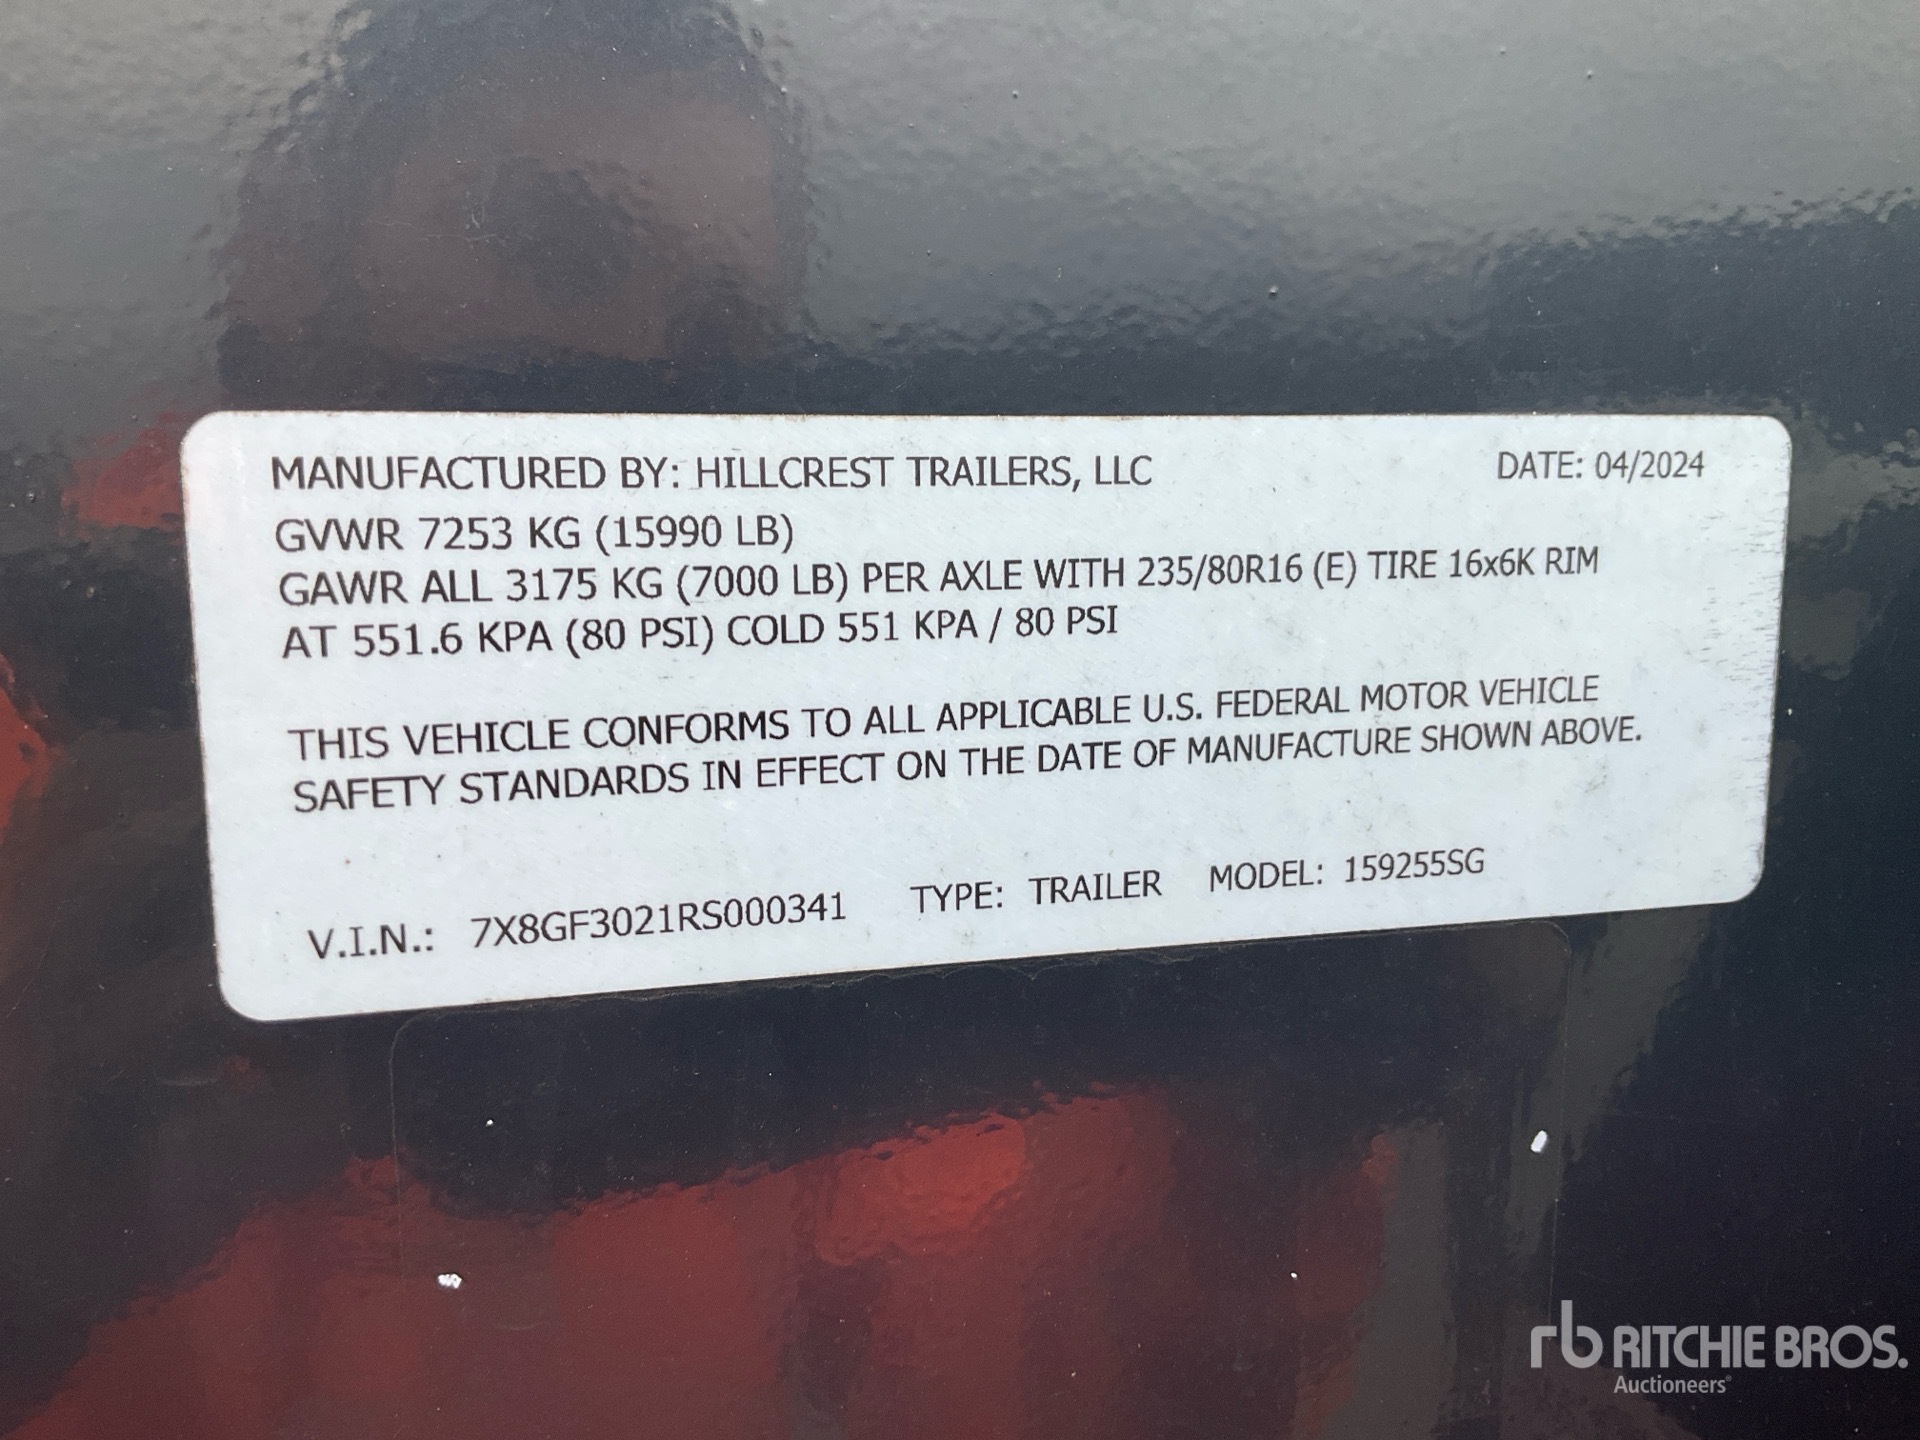 MANUFACTURED BY: HILLCREST TRAILERS, LLC DATE: 04/2024
GVWR 7253 KG (15990 LB)
GAWR ALL 3175 KG (7000 LB) PER AXLE WITH 235/80R16 (E) TIRE 16x6K RIM
AT 551.6 KPA (80 PSI) COLD 551 KPA / 80 PSI
THIS VEHICLE CONFORMS TO ALL APPLICABLE U.S. FEDERAL MOTOR VEHICLE
SAFETY STANDARDS IN EFFECT ON THE DATE OF MANUFACTURE SHOWN ABOVE.
V.I.N.: 7X8GF3021RS000341 TYPE: TRAILER MODEL: 159255SG
rb RITCHIE BROS.
Auctioneers®